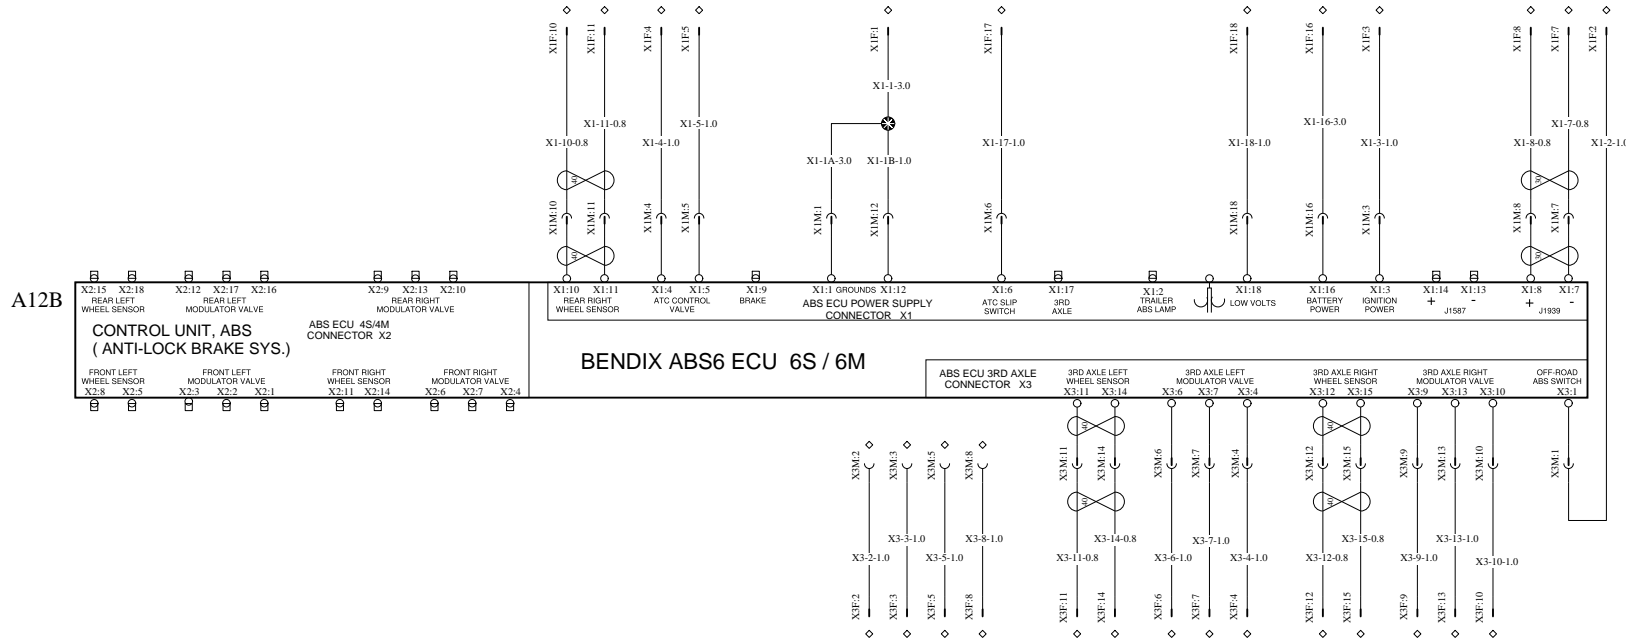 X1F:10 X1F:11 X1F:4 X1F:5 X1F:1 X1F:17 X1F:18 X1F:16 X1F:3 X1F:8 X1F:7 X1F:2
X1-1-3.0
X1-11-0.8 X1-5-1.0 X1-16-3.0 X1-7-0.8
X1-10-0.8 X1-4-1.0 X1-17-1.0 X1-18-1.0 X1-3-1.0 X1-8-0.8 X1-2-1.0
X1-1A-3.0 X1-1B-1.0
40 30
X1M:10 X1M:11 X1M:4 X1M:5 X1M:1 X1M:12 X1M:6 X1M:18 X1M:16 X1M:3 X1M:8 X1M:7
40 30
A12B
X2:15 X2:18 X2:12 X2:17 X2:16 X2:9 X2:13 X2:10 X1:10 X1:11 X1:4 X1:5 X1:9 X1:1 GROUNDS X1:12 X1:6 X1:17 X1:2 X1:18 X1:16 X1:3 X1:14 X1:13 X1:8 X1:7
REAR LEFT
WHEEL SENSOR
REAR LEFT
MODULATOR VALVE
REAR RIGHT
MODULATOR VALVE
REAR RIGHT
WHEEL SENSOR
ATC CONTROL
VALVE
BRAKE
ABS ECU POWER SUPPLY
CONNECTOR X1
ATC SLIP
SWITCH
3RD
AXLE
TRAILER
ABS LAMP
LOW VOLTS
BATTERY
POWER
IGNITION
POWER
+ -
J1587
+ -
J1939
CONTROL UNIT, ABS
( ANTI-LOCK BRAKE SYS.)
ABS ECU 4S/4M
CONNECTOR X2
BENDIX ABS6 ECU 6S / 6M
ABS ECU 3RD AXLE
CONNECTOR X3
FRONT LEFT
WHEEL SENSOR
FRONT LEFT
MODULATOR VALVE
FRONT RIGHT
WHEEL SENSOR
FRONT RIGHT
MODULATOR VALVE
3RD AXLE LEFT
WHEEL SENSOR
3RD AXLE LEFT
MODULATOR VALVE
3RD AXLE RIGHT
WHEEL SENSOR
3RD AXLE RIGHT
MODULATOR VALVE
OFF-ROAD
ABS SWITCH
X2:8 X2:5 X2:3 X2:2 X2:1 X2:11 X2:14 X2:6 X2:7 X2:4 X3:11 X3:14 X3:6 X3:7 X3:4 X3:12 X3:15 X3:9 X3:13 X3:10 X3:1
40 40
X3M:2 X3M:3 X3M:5 X3M:8 X3M:11 X3M:14 X3M:6 X3M:7 X3M:4 X3M:12 X3M:15 X3M:9 X3M:13 X3M:10 X3M:1
40 40
X3-3-1.0 X3-8-1.0 X3-14-0.8 X3-7-1.0 X3-15-0.8 X3-13-1.0
X3-2-1.0 X3-5-1.0 X3-11-0.8 X3-6-1.0 X3-4-1.0 X3-12-0.8 X3-9-1.0 X3-10-1.0
X3F:2 X3F:3 X3F:5 X3F:8 X3F:11 X3F:14 X3F:6 X3F:7 X3F:4 X3F:12 X3F:15 X3F:9 X3F:13 X3F:10